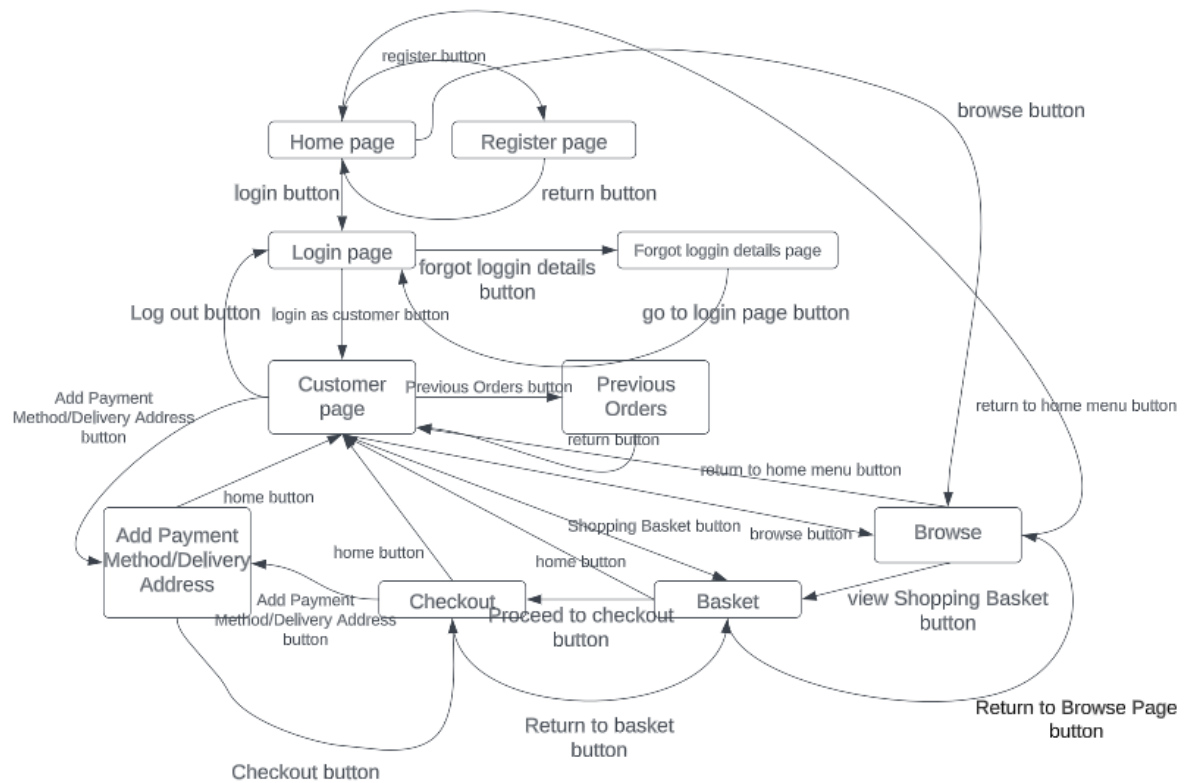 register button
browse button
Home page
Register page
login button
return button
Login page
Forgot loggin details page
forgot loggin details
button
Log out button
login as customer button
go to login page button
Customer
page
Previous Orders button
Previous
Orders
Add Payment
Method/Delivery Address
button
return to home menu button
return button
return to home menu button
home button
Shopping Basket button
browse button
Browse
Add Payment
Method/Delivery
Address
home button
home button
Add Payment
Method/Delivery Address
button
Checkout
Proceed to checkout
button
Basket
view Shopping Basket
button
Return to basket
button
Return to Browse Page
button
Checkout button